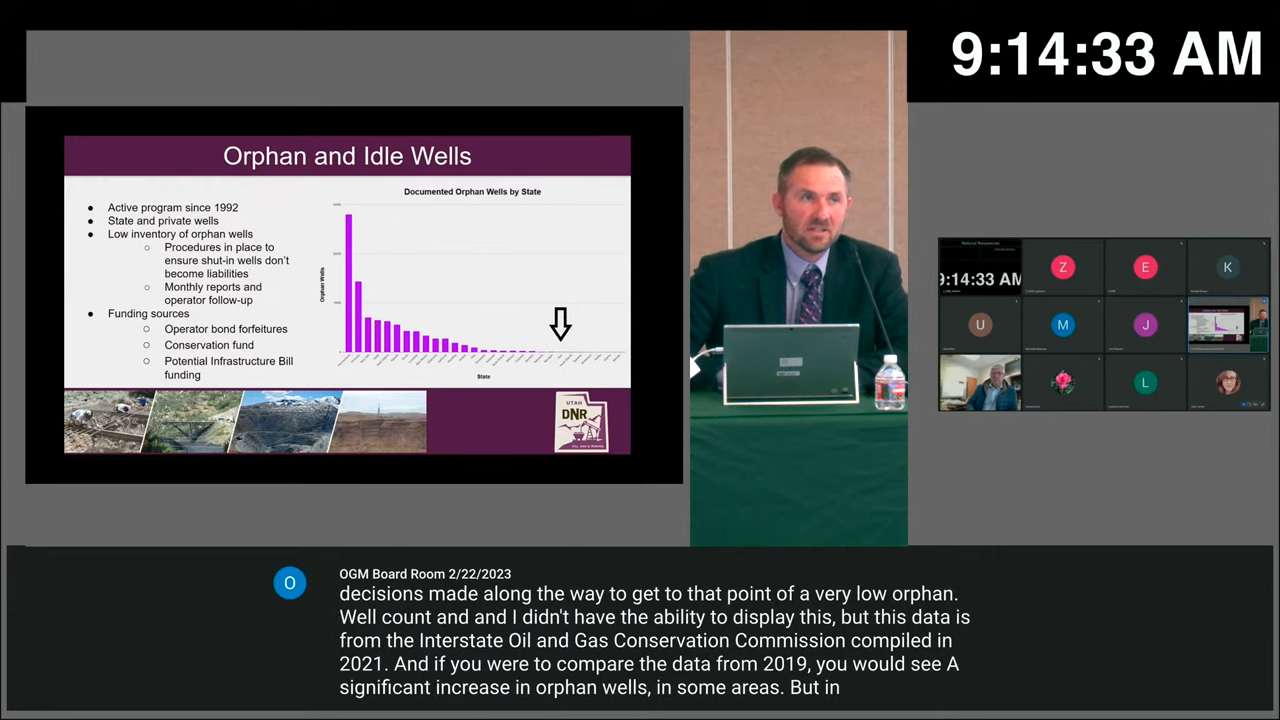 9:14:33 AM
Orphan and Idle Wells
● Active program since 1992
● State and private wells
● Low inventory of orphan wells
○ Procedures in place to
ensure shut-in wells don't
become liabilities
○ Monthly reports and
operator follow-up
● Funding sources
○ Operator bond forfeitures
○ Conservation fund
○ Potential Infrastructure Bill
funding
Documented Orphan Wells by State
Orphan Wells
State
UTAH
DNR
OIL, GAS & MINING
Natural Resources
9:14:33 AM
Z
E
K
U
M
J
L
O
OGM Board Room 2/22/2023
decisions made along the way to get to that point of a very low orphan.
Well count and and I didn't have the ability to display this, but this data is
from the Interstate Oil and Gas Conservation Commission compiled in
2021. And if you were to compare the data from 2019, you would see A
significant increase in orphan wells, in some areas. But in